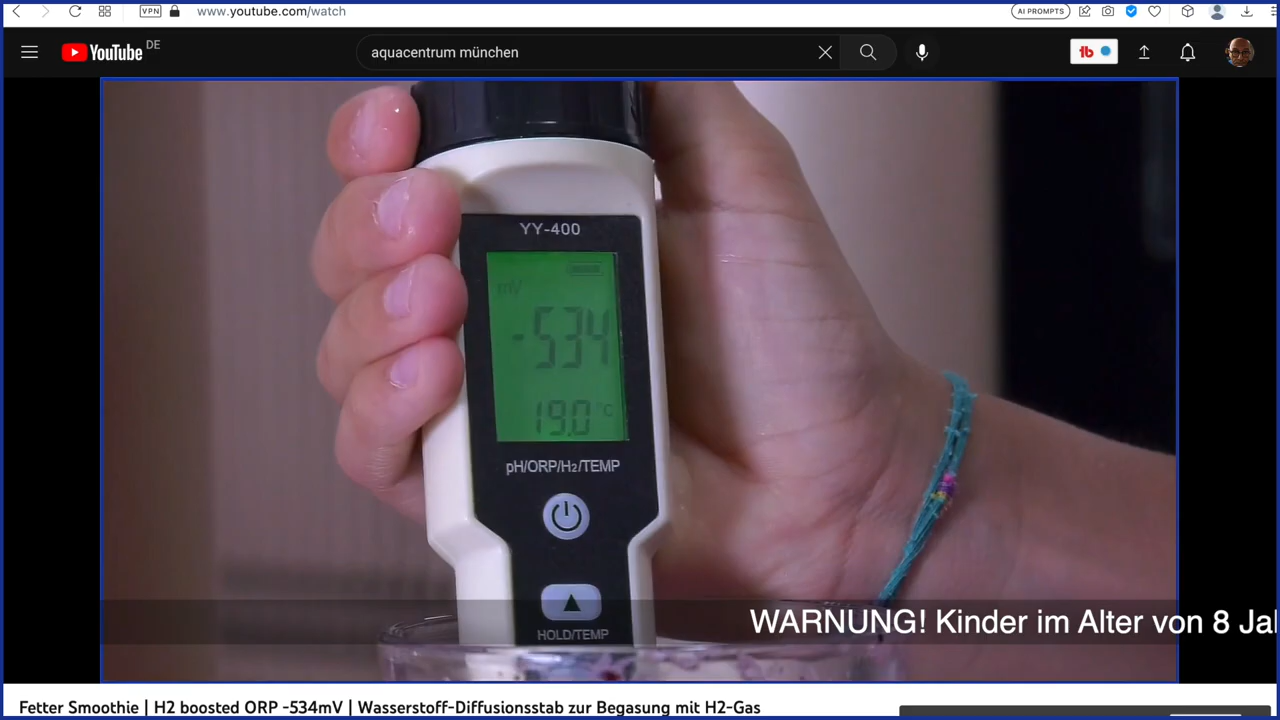 VPN
www.youtube.com/watch
AI PROMPTS
YouTube DE
aquacentrum münchen
YY-400
mV
-534
19.0 °C
pH/ORP/H₂/TEMP
HOLD/TEMP
WARNUNG! Kinder im Alter von 8 Ja
Fetter Smoothie | H2 boosted ORP -534mV | Wasserstoff-Diffusionsstab zur Begasung mit H2-Gas